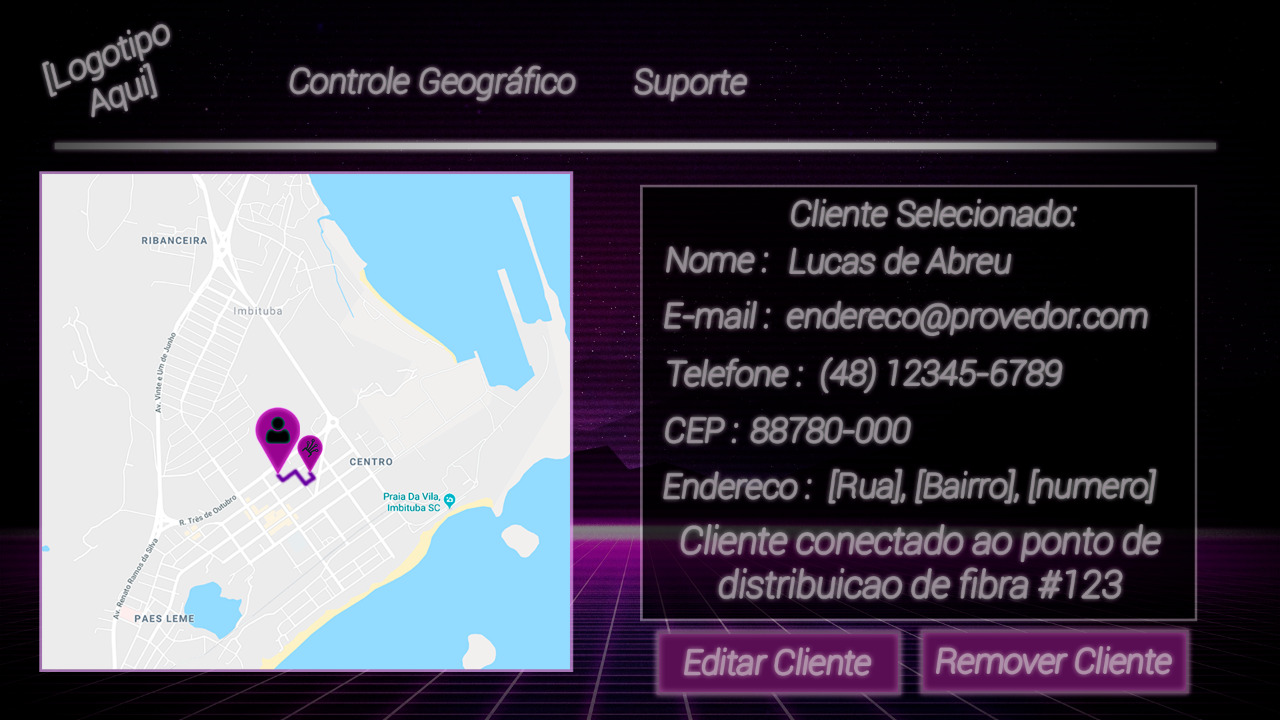 [Logotipo
Aqui]
Controle Geográfico
Suporte
RIBANCEIRA
Imbituba
Av. Vinte e Um de Junho
CENTRO
Praia Da Vila,
Imbituba SC
R. Três de Outubro
Av. Renato Ramos da Silva
PAES LEME
Cliente Selecionado:
Nome : Lucas de Abreu
E-mail : endereco@provedor.com
Telefone : (48) 12345-6789
CEP : 88780-000
Endereco : [Rua], [Bairro], [numero]
Cliente conectado ao ponto de
distribuicao de fibra #123
Editar Cliente
Remover Cliente